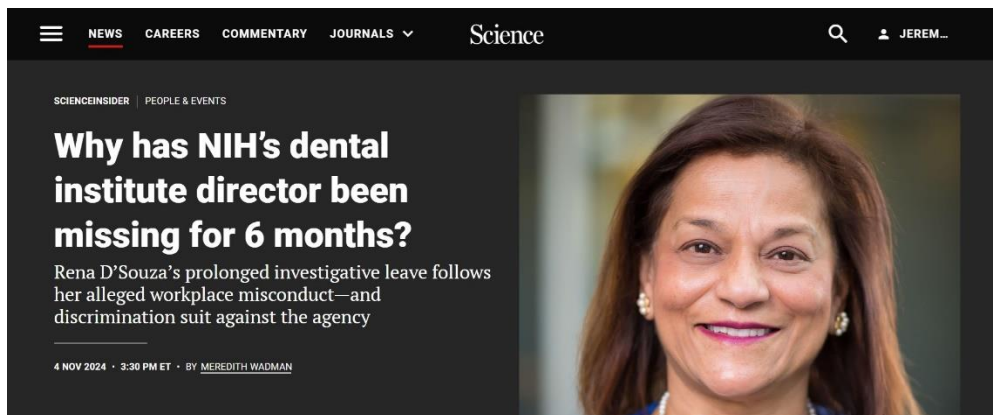 NEWS CAREERS COMMENTARY JOURNALS Science JEREM...
SCIENCEINSIDER | PEOPLE & EVENTS
Why has NIH’s dental
institute director been
missing for 6 months?
Rena D’Souza’s prolonged investigative leave follows
her alleged workplace misconduct—and
discrimination suit against the agency
4 NOV 2024 · 3:30 PM ET · BY MEREDITH WADMAN